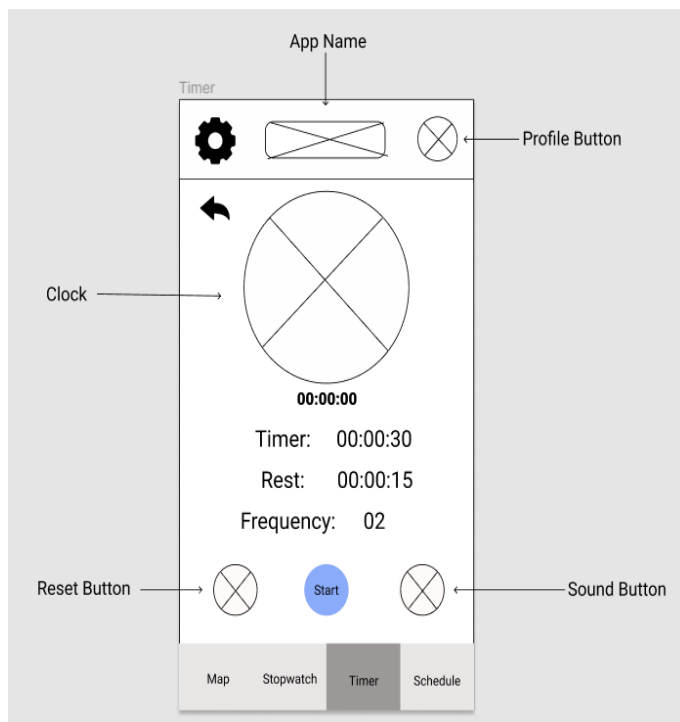 App Name
Timer
Profile Button
Clock
00:00:00
Timer: 00:00:30
Rest: 00:00:15
Frequency: 02
Reset Button
Start
Sound Button
Map Stopwatch Timer Schedule